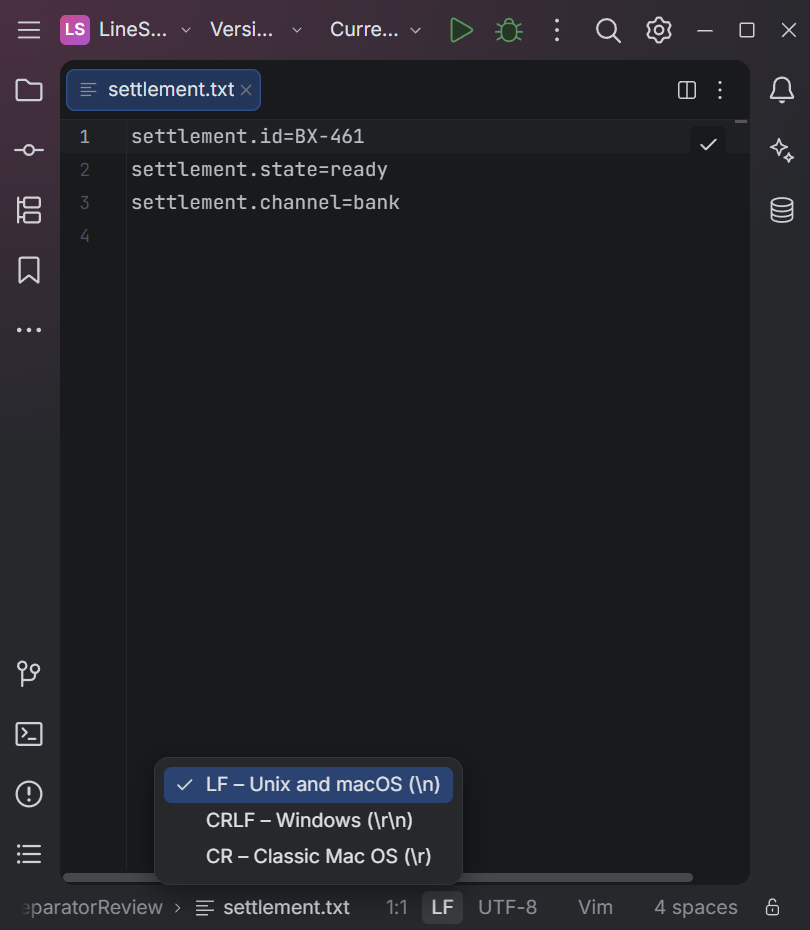 LS LineS... Versi... Curre...
settlement.txt
1 settlement.id=BX-461
2 settlement.state=ready
3 settlement.channel=bank
4
LF – Unix and macOS (\n)
CRLF – Windows (\r\n)
CR – Classic Mac OS (\r)
eparatorReview › settlement.txt 1:1 LF UTF-8 Vim 4 spaces